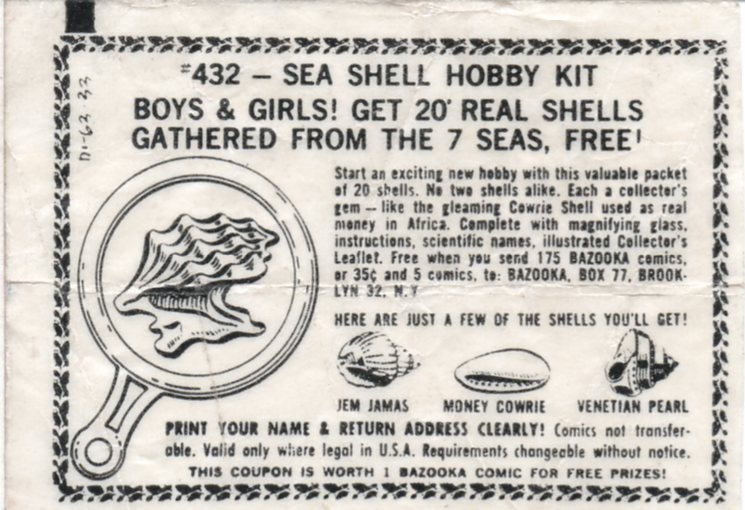 #432 – SEA SHELL HOBBY KIT
BOYS & GIRLS! GET 20 REAL SHELLS
GATHERED FROM THE 7 SEAS, FREE!
Start an exciting new hobby with this valuable packet
of 20 shells. No two shells alike. Each a collector's
gem – like the gleaming Cowrie Shell used as real
money in Africa. Complete with magnifying glass,
instructions, scientific names, illustrated Collector's
Leaflet. Free when you send 175 BAZOOKA comics,
or 35¢ and 5 comics, to: BAZOOKA, BOX 77, BROOK-
LYN 32, N.Y
HERE ARE JUST A FEW OF THE SHELLS YOU'LL GET!
JEM JAMAS MONEY COWRIE VENETIAN PEARL
PRINT YOUR NAME & RETURN ADDRESS CLEARLY! Comics not transfer-
able. Valid only where legal in U.S.A. Requirements changeable without notice.
THIS COUPON IS WORTH 1 BAZOOKA COMIC FOR FREE PRIZES!